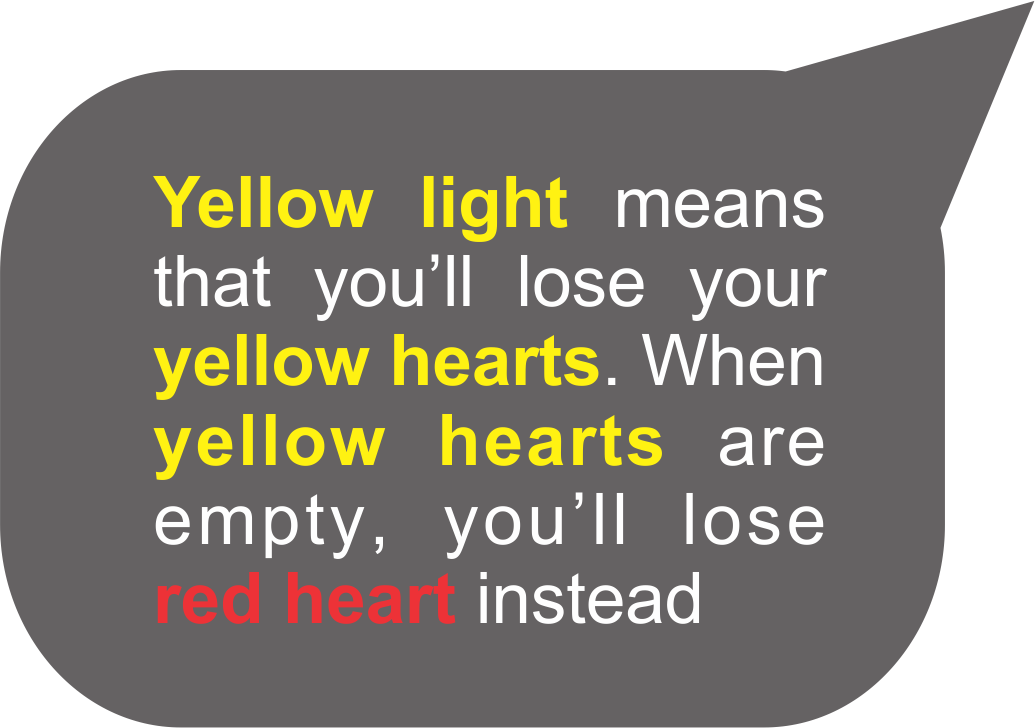 Yellow light means
that you’ll lose your
yellow hearts. When
yellow hearts are
empty, you’ll lose
red heart instead